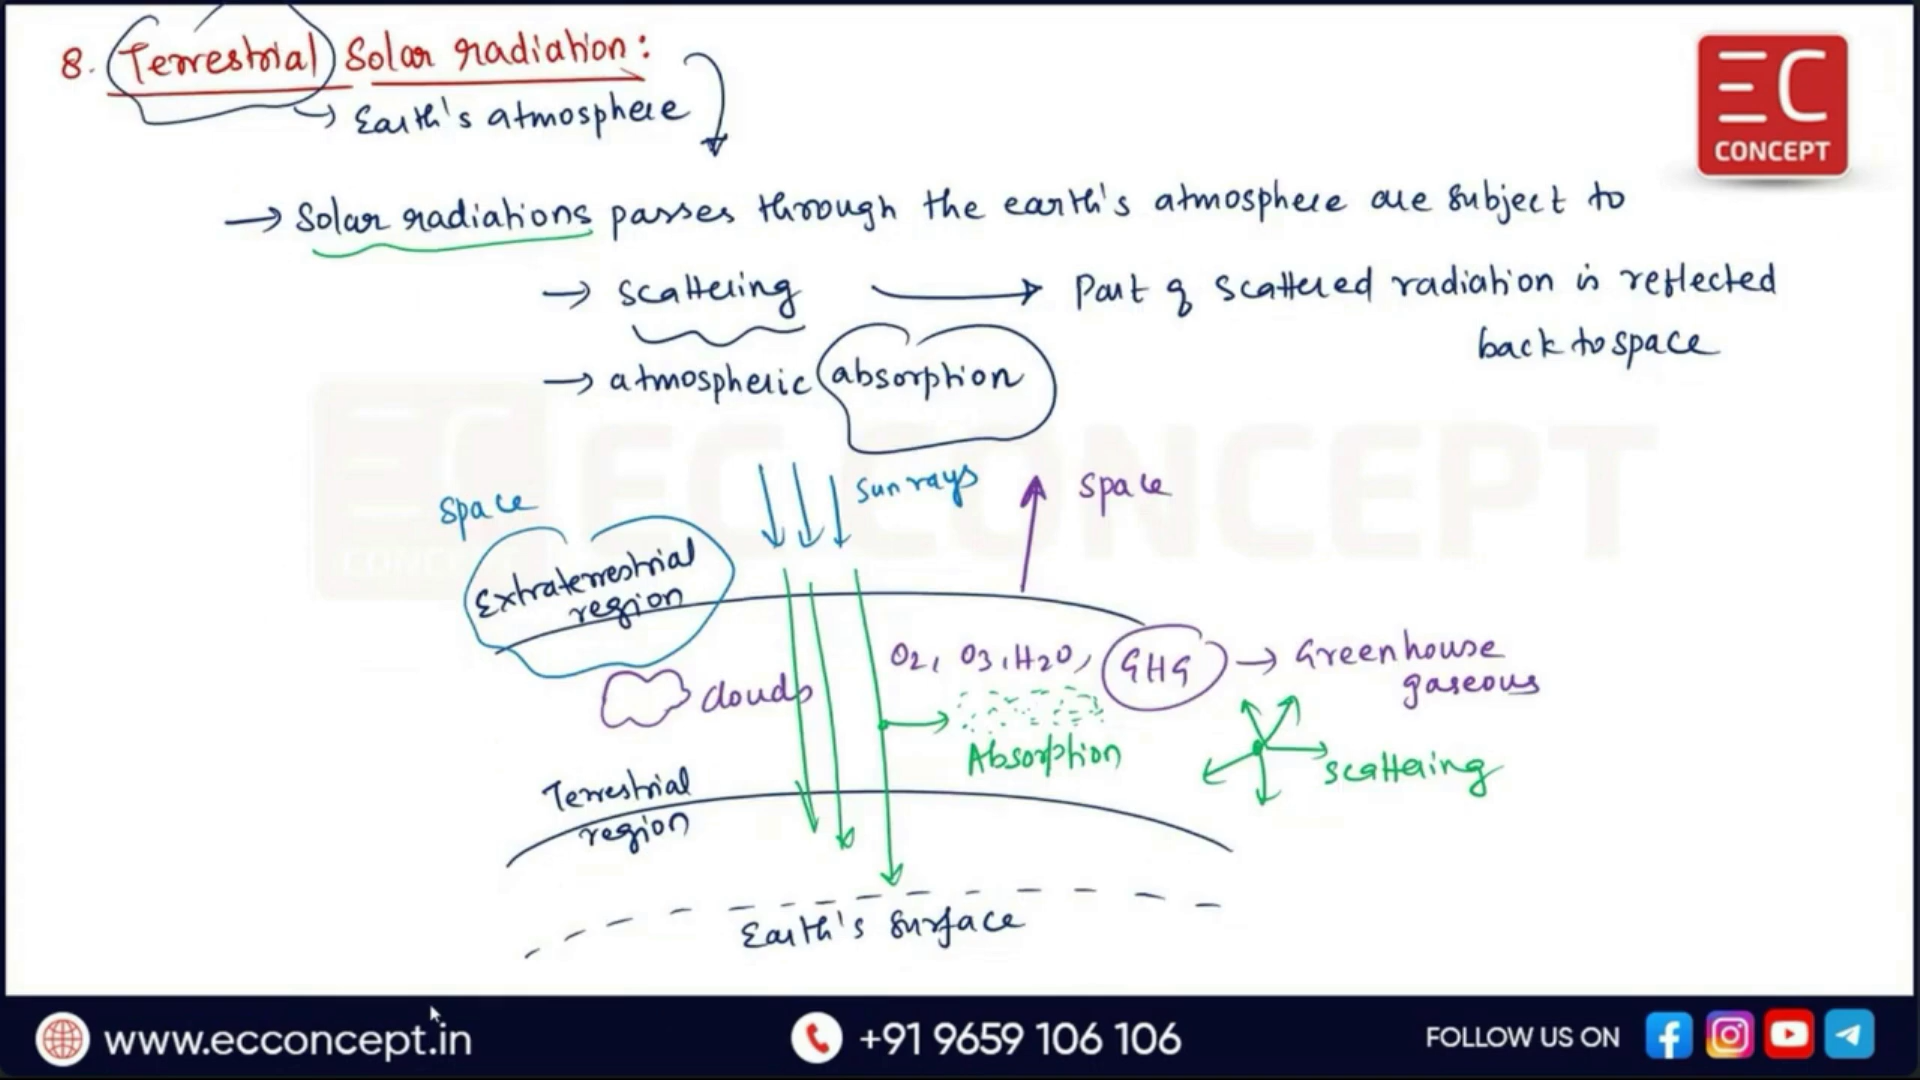 8. Terrestrial Solar radiation:
→ Earth's atmosphere
EC
CONCEPT
→ Solar radiations passes through the earth's atmosphere are subject to
→ scattering → Part of scattered radiation is reflected
back to space
→ atmospheric absorption
EC CONCEPT
CONCEPT
space
sun rays
space
Extraterrestrial
region
O2, O3, H2O, GHG → Greenhouse
gaseous
clouds
Absorption
scattering
Terrestrial
region
Earth's surface
www.ecconcept.in
+91 9659 106 106
FOLLOW US ON